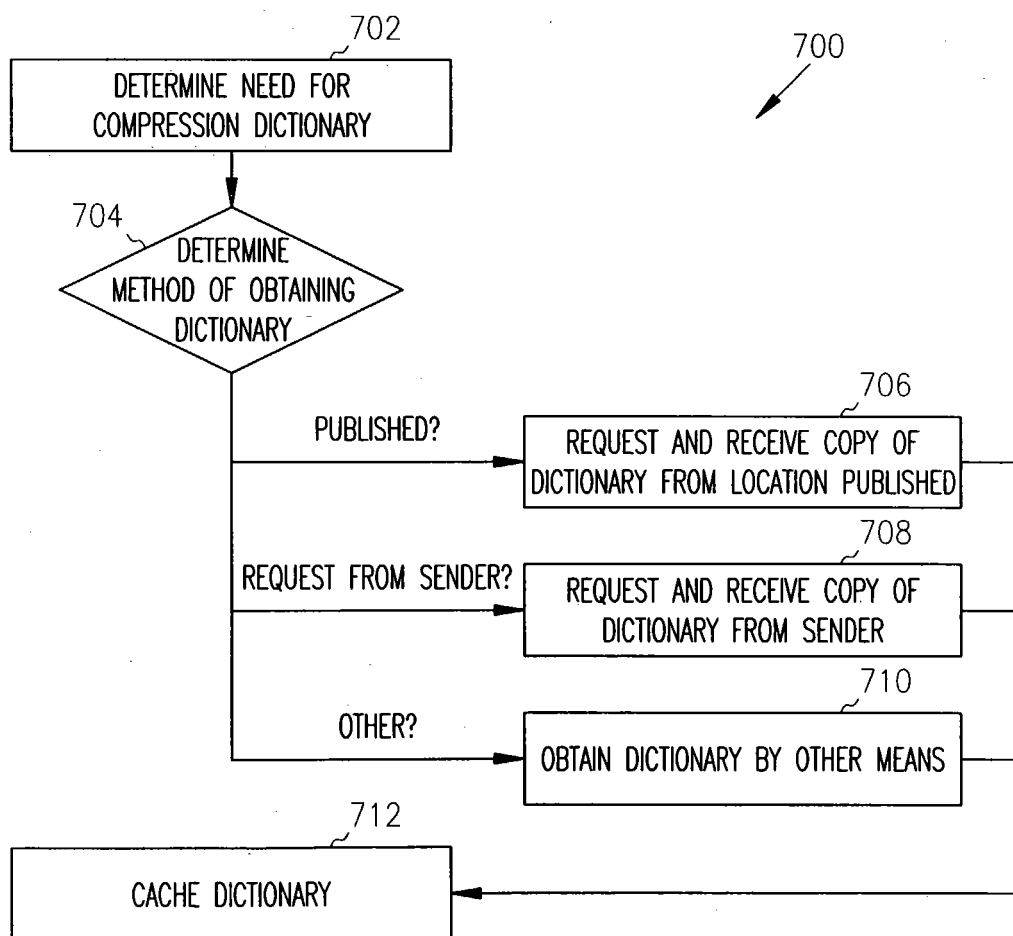 702
700
DETERMINE NEED FOR
COMPRESSION DICTIONARY
704
DETERMINE
METHOD OF OBTAINING
DICTIONARY
706
PUBLISHED?
REQUEST AND RECEIVE COPY OF
DICTIONARY FROM LOCATION PUBLISHED
708
REQUEST FROM SENDER?
REQUEST AND RECEIVE COPY OF
DICTIONARY FROM SENDER
710
OTHER?
OBTAIN DICTIONARY BY OTHER MEANS
712
CACHE DICTIONARY